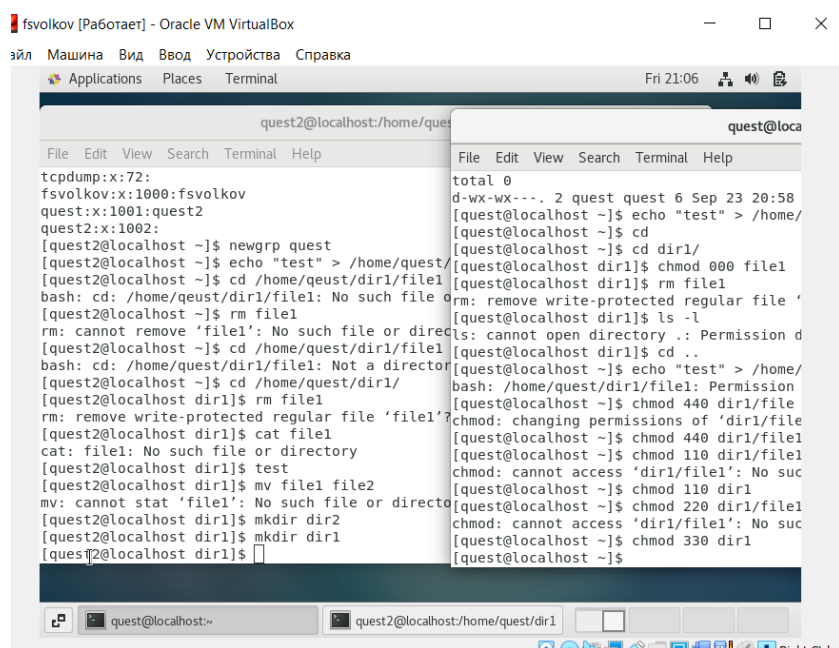 fsvolkov [Работает] - Oracle VM VirtualBox
айл Машина Вид Ввод Устройства Справка
Applications Places Terminal Fri 21:06
quest2@localhost:/home/ques
File Edit View Search Terminal Help
tcpdump:x:72:
fsvolkov:x:1000:fsvolkov
quest:x:1001:quest2
quest2:x:1002:
[quest2@localhost ~]$ newgrp quest
[quest2@localhost ~]$ echo "test" > /home/quest/
[quest2@localhost ~]$ cd /home/qeust/dir1/file1
bash: cd: /home/qeust/dir1/file1: No such file o
[quest2@localhost ~]$ rm file1
rm: cannot remove ‘file1’: No such file or direc
[quest2@localhost ~]$ cd /home/quest/dir1/file1
bash: cd: /home/quest/dir1/file1: Not a director
[quest2@localhost ~]$ cd /home/quest/dir1/
[quest2@localhost dir1]$ rm file1
rm: remove write-protected regular file ‘file1’?
[quest2@localhost dir1]$ cat file1
cat: file1: No such file or directory
[quest2@localhost dir1]$ test
[quest2@localhost dir1]$ mv file1 file2
mv: cannot stat ‘file1’: No such file or directo
[quest2@localhost dir1]$ mkdir dir2
[quest2@localhost dir1]$ mkdir dir1
[quest2@localhost dir1]$
quest@loca
File Edit View Search Terminal Help
total 0
d-wx-wx---. 2 quest quest 6 Sep 23 20:58
[quest@localhost ~]$ echo "test" > /home/
[quest@localhost ~]$ cd
[quest@localhost ~]$ cd dir1/
[quest@localhost dir1]$ chmod 000 file1
[quest@localhost dir1]$ rm file1
rm: remove write-protected regular file ‘
[quest@localhost dir1]$ ls -l
ls: cannot open directory .: Permission d
[quest@localhost dir1]$ cd ..
[quest@localhost ~]$ echo "test" > /home/
bash: /home/quest/dir1/file1: Permission
[quest@localhost ~]$ chmod 440 dir1/file
chmod: changing permissions of ‘dir1/file
[quest@localhost ~]$ chmod 440 dir1/file1
[quest@localhost ~]$ chmod 110 dir1/file1
chmod: cannot access ‘dir1/file1’: No suc
[quest@localhost ~]$ chmod 110 dir1
[quest@localhost ~]$ chmod 220 dir1/file1
chmod: cannot access ‘dir1/file1’: No suc
[quest@localhost ~]$ chmod 330 dir1
[quest@localhost ~]$
quest@localhost:~
quest2@localhost:/home/quest/dir1